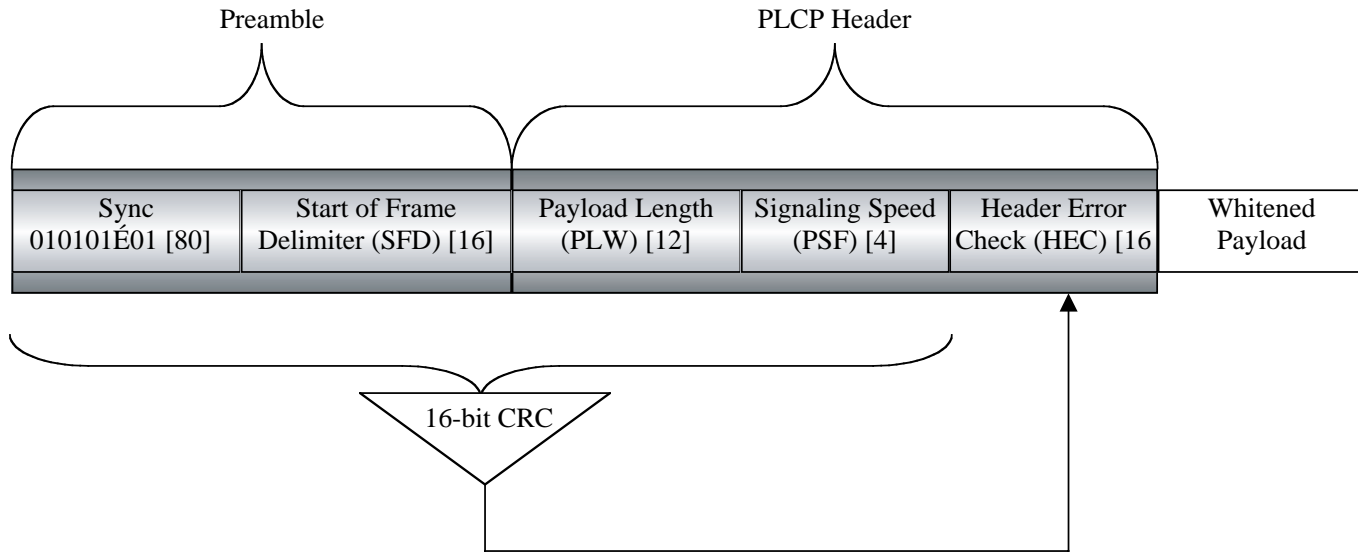 Preamble
PLCP Header
Sync
010101É01 [80]
Start of Frame
Delimiter (SFD) [16]
Payload Length
(PLW) [12]
Signaling Speed
(PSF) [4]
Header Error
Check (HEC) [16
Whitened
Payload
16-bit CRC